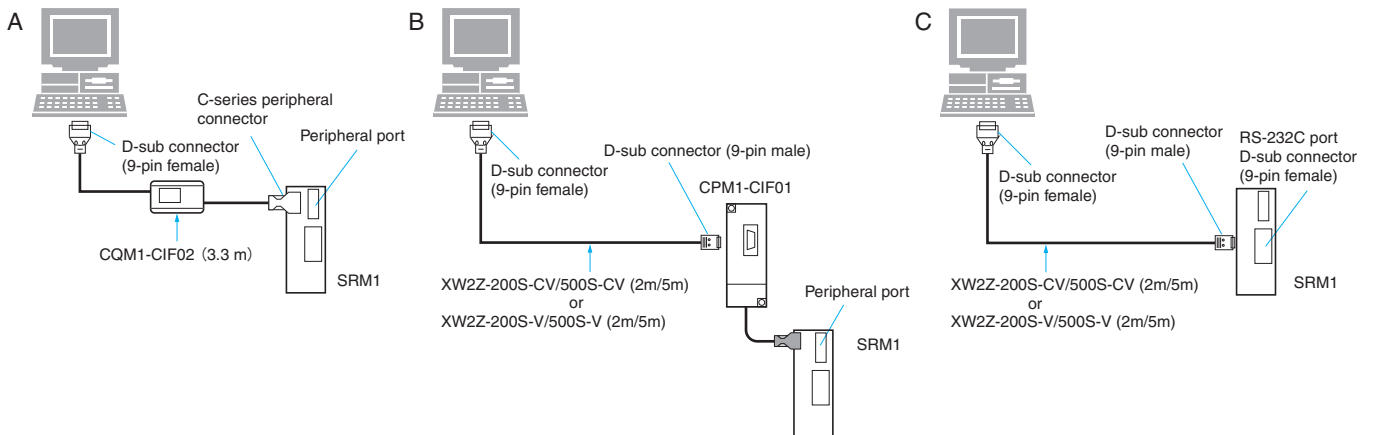 A
C-series peripheral
connector
Peripheral port
D-sub connector
(9-pin female)
CQM1-CIF02 (3.3 m)
SRM1
B
D-sub connector
(9-pin female)
D-sub connector (9-pin male)
CPM1-CIF01
XW2Z-200S-CV/500S-CV (2m/5m)
or
XW2Z-200S-V/500S-V (2m/5m)
Peripheral port
SRM1
C
D-sub connector
(9-pin female)
D-sub connector
(9-pin male)
RS-232C port
D-sub connector
(9-pin female)
XW2Z-200S-CV/500S-CV (2m/5m)
or
XW2Z-200S-V/500S-V (2m/5m)
SRM1